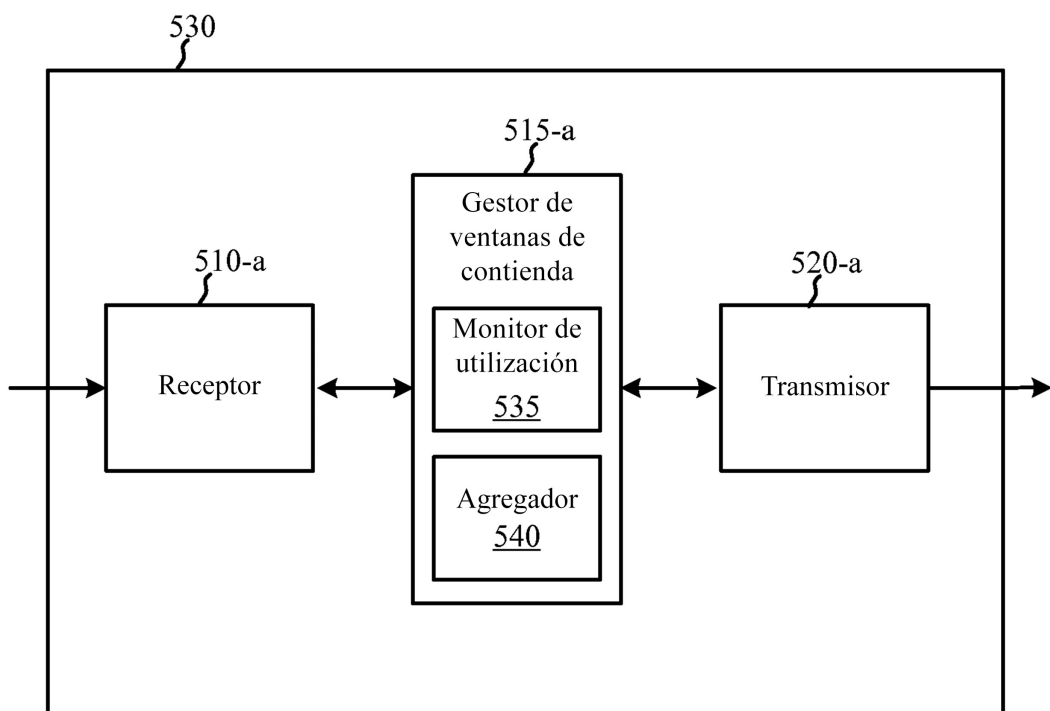 530
515-a
Gestor de
ventanas de
contienda
510-a
Receptor
Monitor de
utilización
535
Agregador
540
520-a
Transmisor